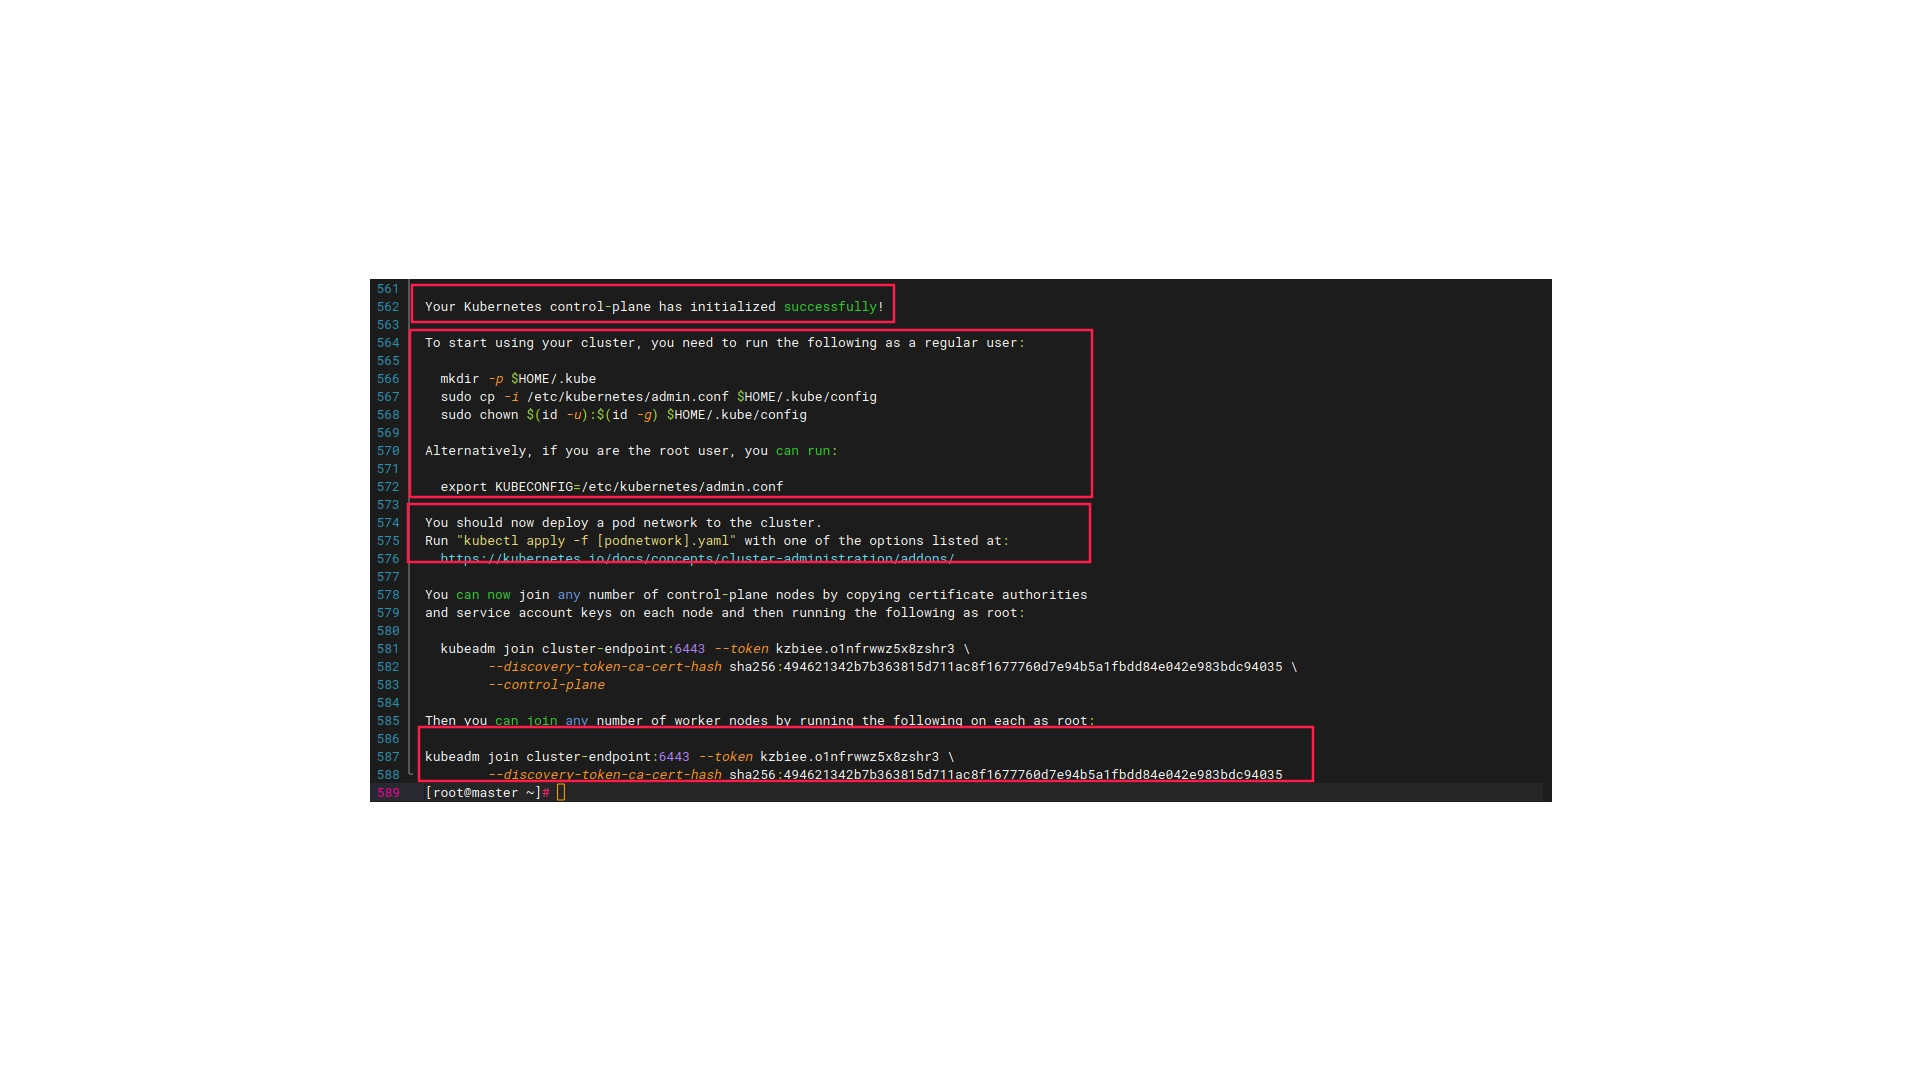 561
562 Your Kubernetes control-plane has initialized successfully!
563
564 To start using your cluster, you need to run the following as a regular user:
565
566 mkdir -p $HOME/.kube
567 sudo cp -i /etc/kubernetes/admin.conf $HOME/.kube/config
568 sudo chown $(id -u):$(id -g) $HOME/.kube/config
569
570 Alternatively, if you are the root user, you can run:
571
572 export KUBECONFIG=/etc/kubernetes/admin.conf
573
574 You should now deploy a pod network to the cluster.
575 Run "kubectl apply -f [podnetwork].yaml" with one of the options listed at:
576 https://kubernetes.io/docs/concepts/cluster-administration/addons/
577
578 You can now join any number of control-plane nodes by copying certificate authorities
579 and service account keys on each node and then running the following as root:
580
581 kubeadm join cluster-endpoint:6443 --token kzbiee.o1nfrwwz5x8zshr3 \
582 --discovery-token-ca-cert-hash sha256:494621342b7b363815d711ac8f1677760d7e94b5a1fbdd84e042e983bdc94035 \
583 --control-plane
584
585 Then you can join any number of worker nodes by running the following on each as root:
586
587 kubeadm join cluster-endpoint:6443 --token kzbiee.o1nfrwwz5x8zshr3 \
588 --discovery-token-ca-cert-hash sha256:494621342b7b363815d711ac8f1677760d7e94b5a1fbdd84e042e983bdc94035
589 [root@master ~]#